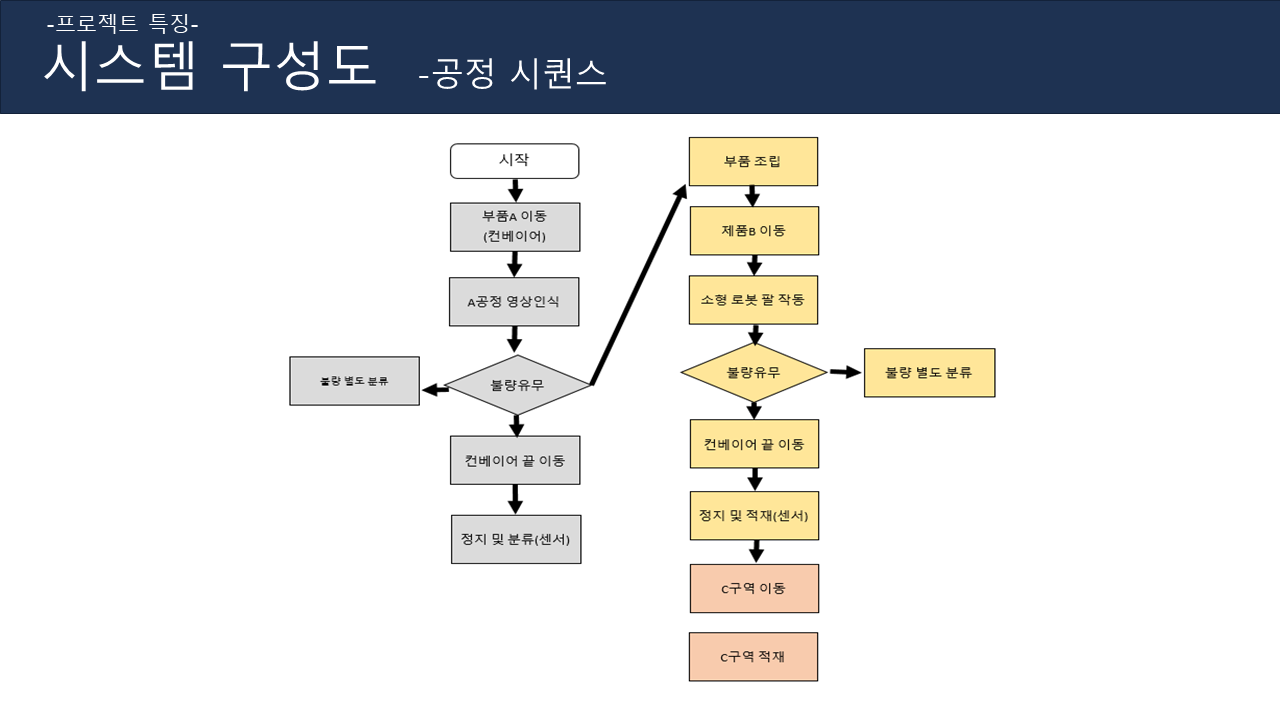 -프로젝트 특징-
시스템 구성도 -공정 시퀀스
시작
부품A 이동
(컨베이어)
A공정 영상인식
불량유무
불량 별도 분류
컨베이어 끝 이동
정지 및 분류(센서)
부품 조립
제품B 이동
소형 로봇 팔 작동
불량유무
불량 별도 분류
컨베이어 끝 이동
정지 및 적재(센서)
C구역 이동
C구역 적재